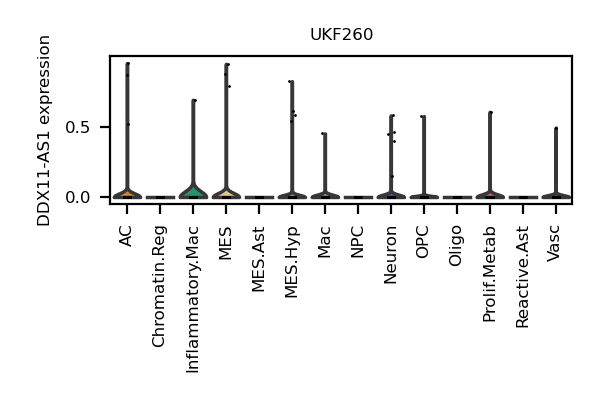 UKF260
DDX11-AS1 expression
0.5
0.0
AC
Chromatin.Reg
Inflammatory.Mac
MES
MES.Ast
MES.Hyp
Mac
NPC
Neuron
OPC
Oligo
Prolif.Metab
Reactive.Ast
Vasc